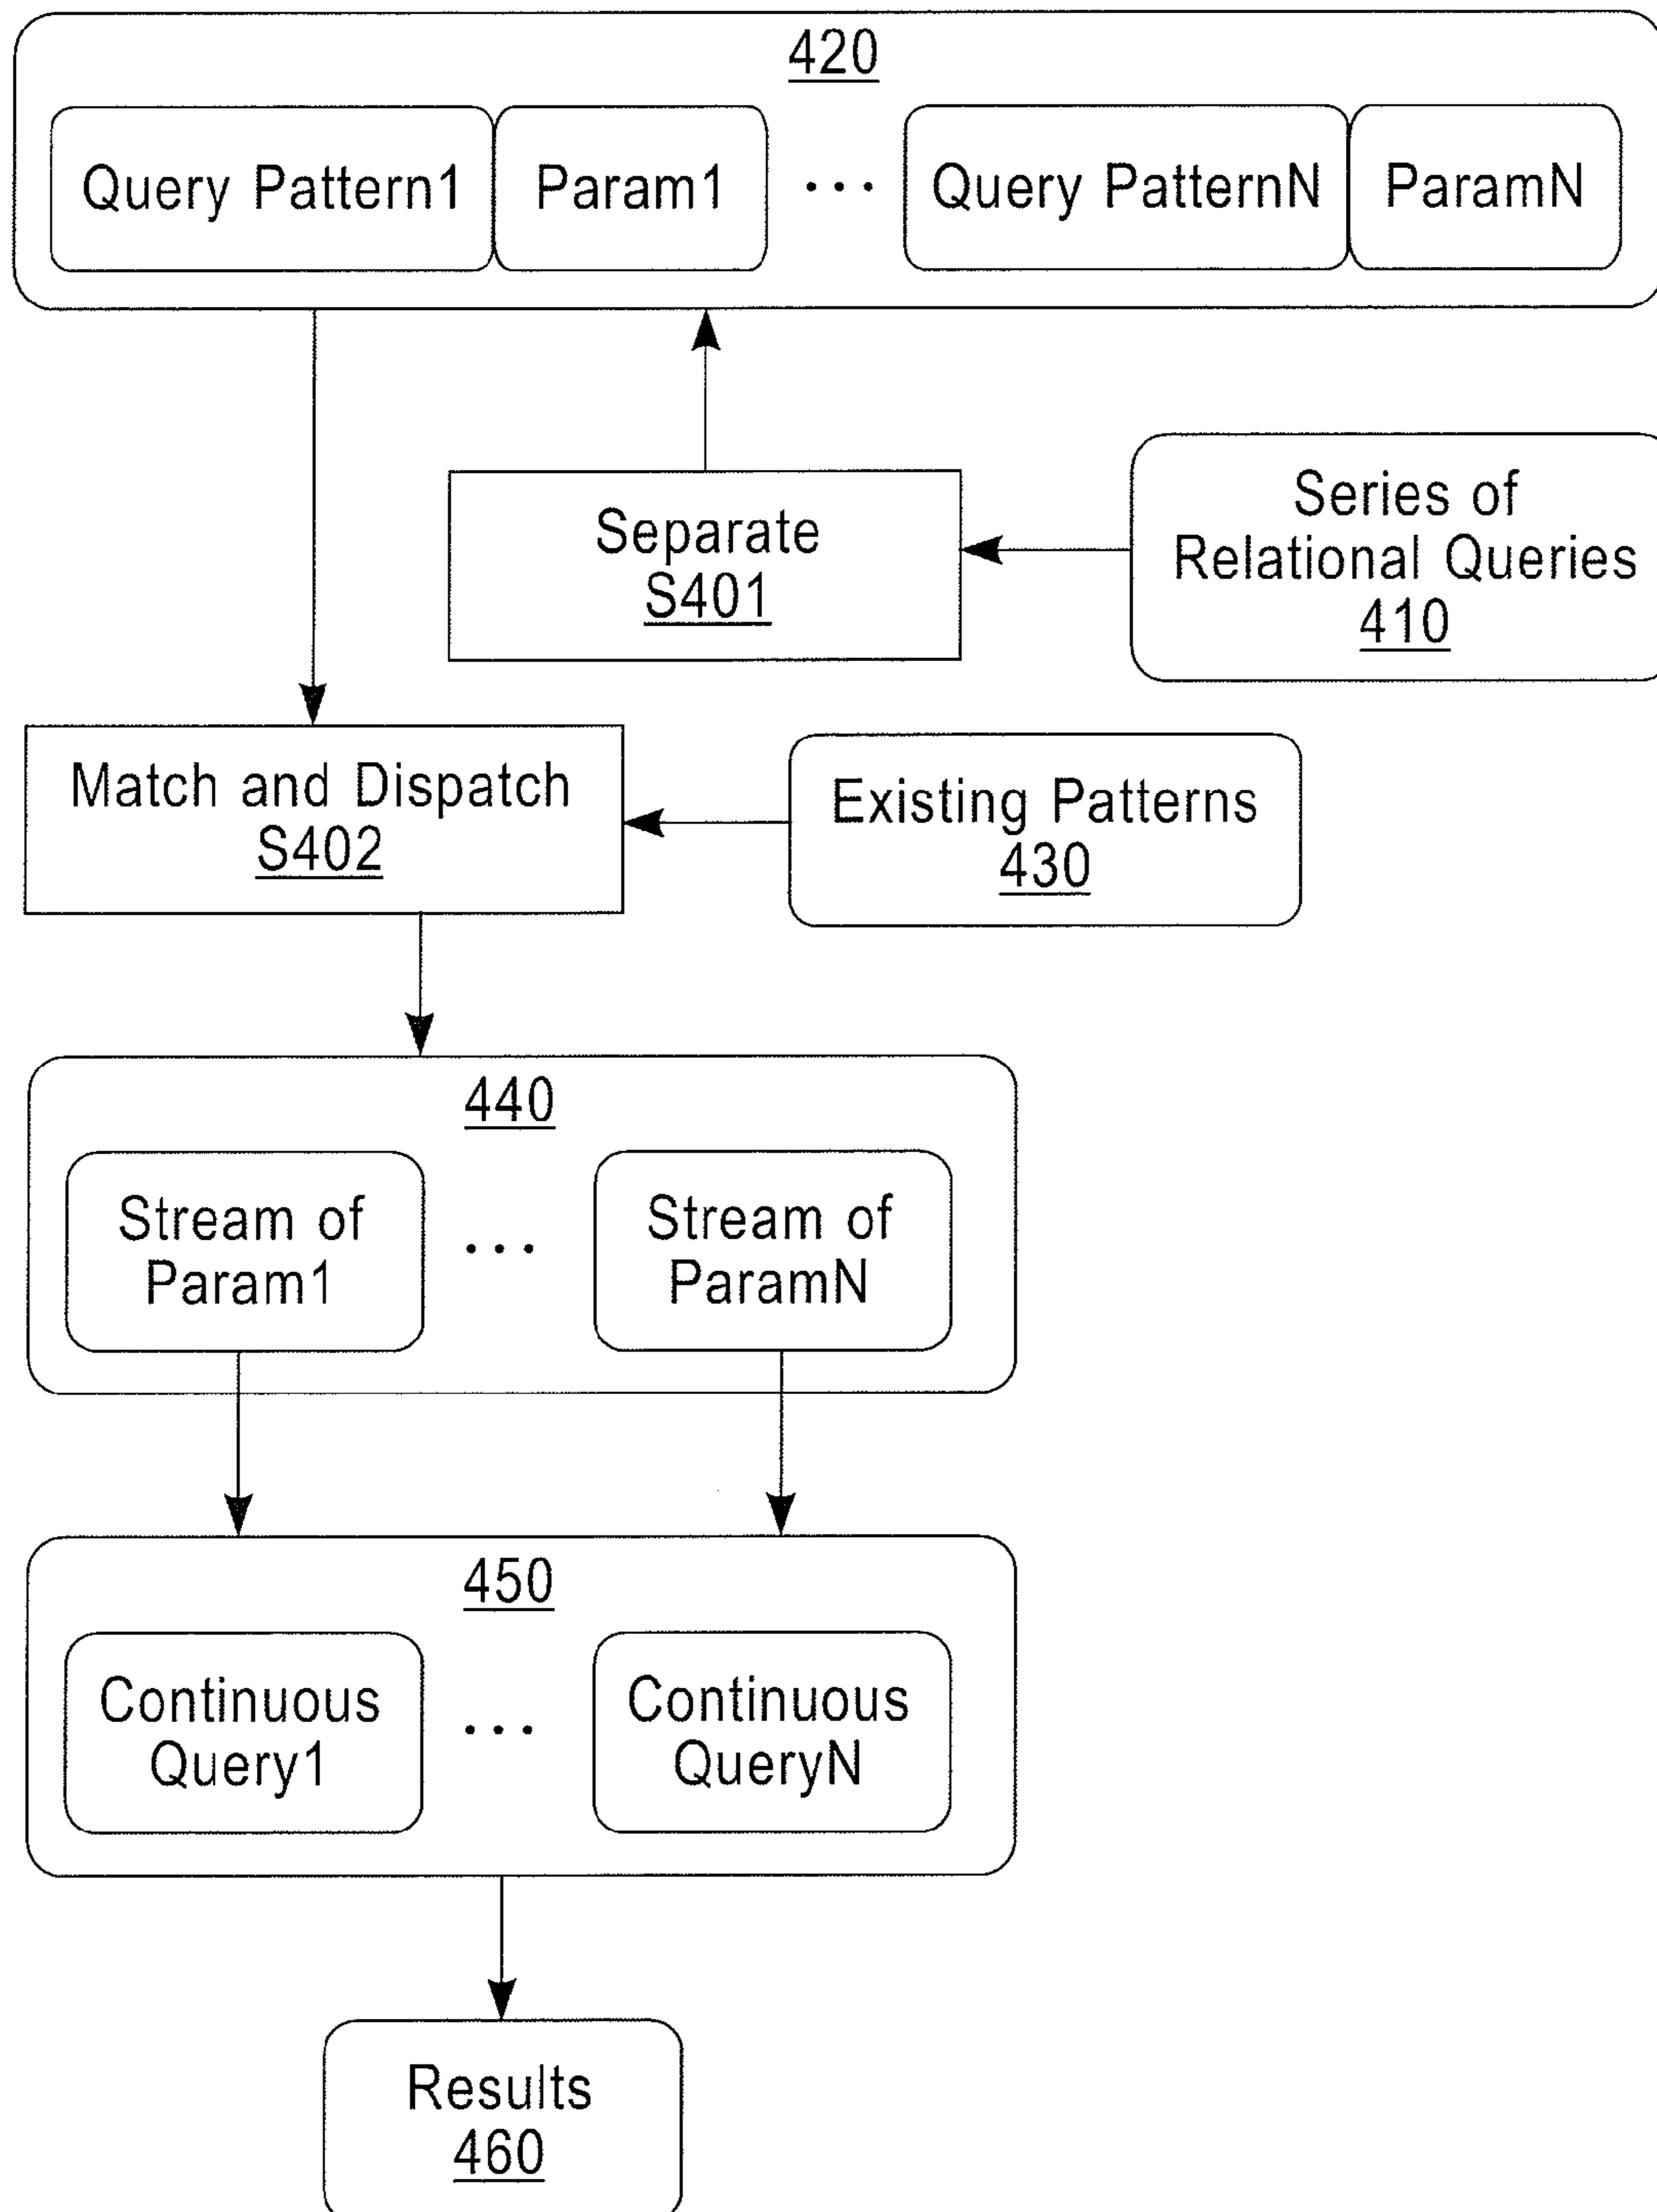 420
Query Pattern1
Param1
...
Query PatternN
ParamN
Separate
S401
Series of
Relational Queries
410
Match and Dispatch
S402
Existing Patterns
430
440
Stream of
Param1
...
Stream of
ParamN
450
Continuous
Query1
...
Continuous
QueryN
Results
460